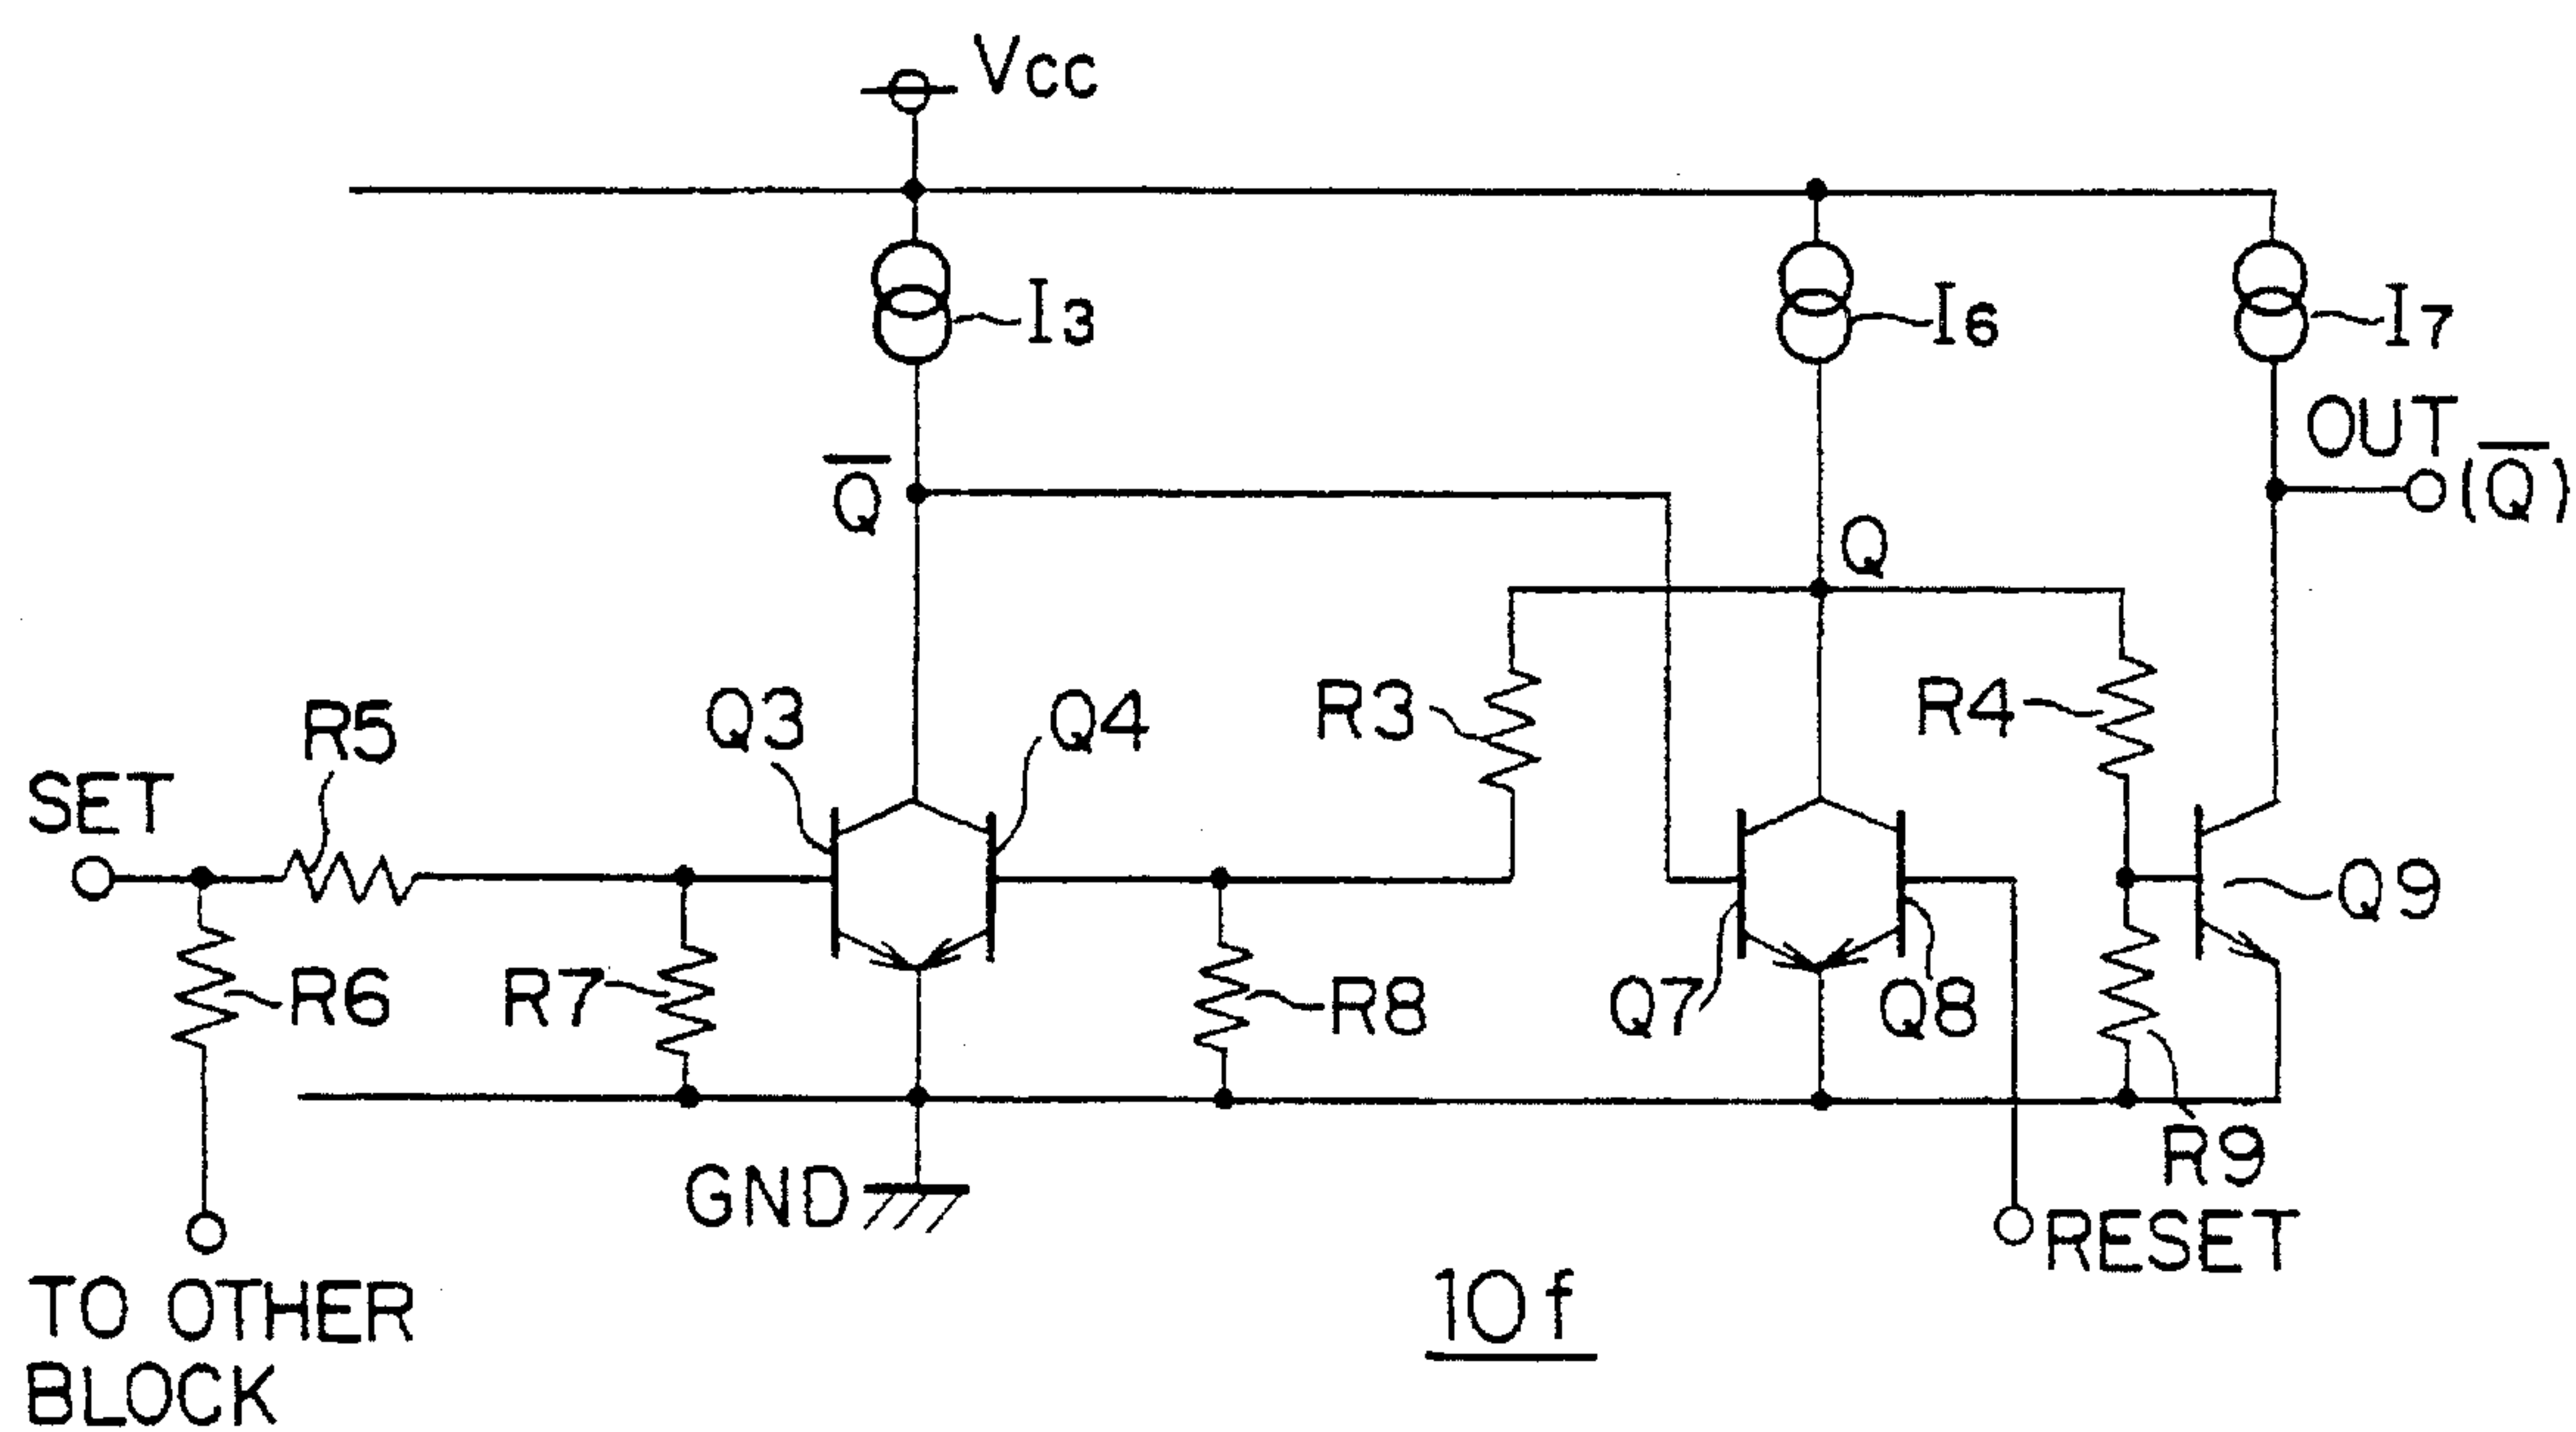 Vcc
I3
I6
I7
OUT
(Q̅)
Q̅
Q
R5
Q3
Q4
R3
R4
SET
Q9
R6
R7
R8
Q7
Q8
R9
GND
RESET
TO OTHER
BLOCK
10f